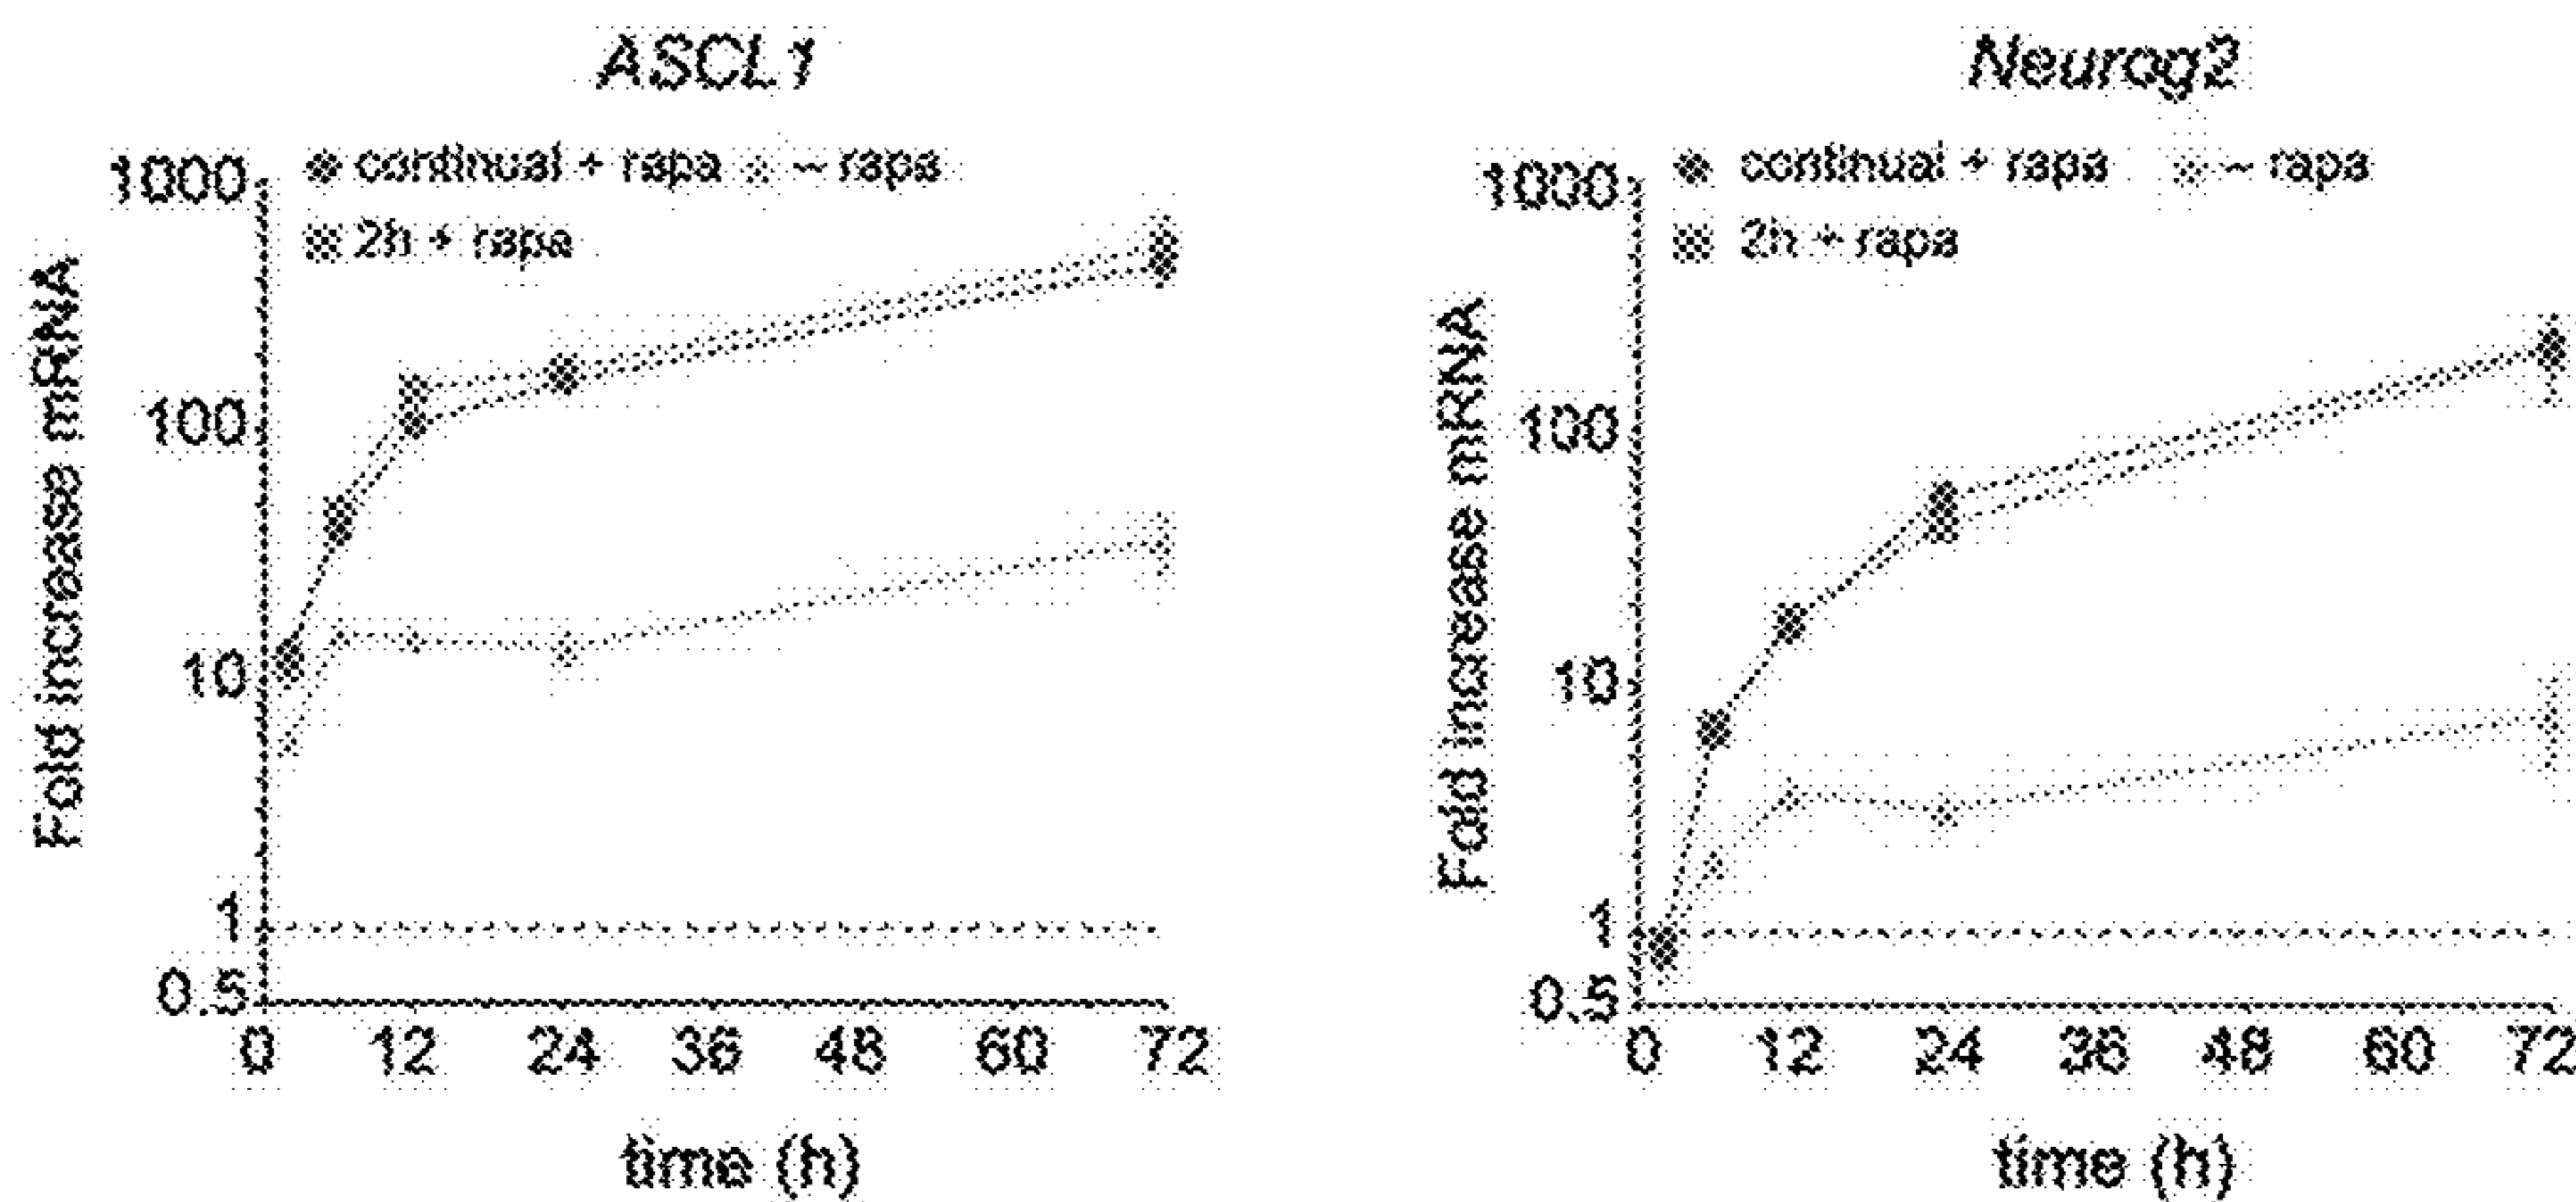 ASCL1
Fold increase mRNA
1000
100
10
1
0.5
continual + rapa
- rapa
2h + rapa
0 12 24 36 48 60 72
time (h)
Neurog2
Fold increase mRNA
1000
100
10
1
0.5
continual + rapa
- rapa
2h + rapa
0 12 24 36 48 60 72
time (h)